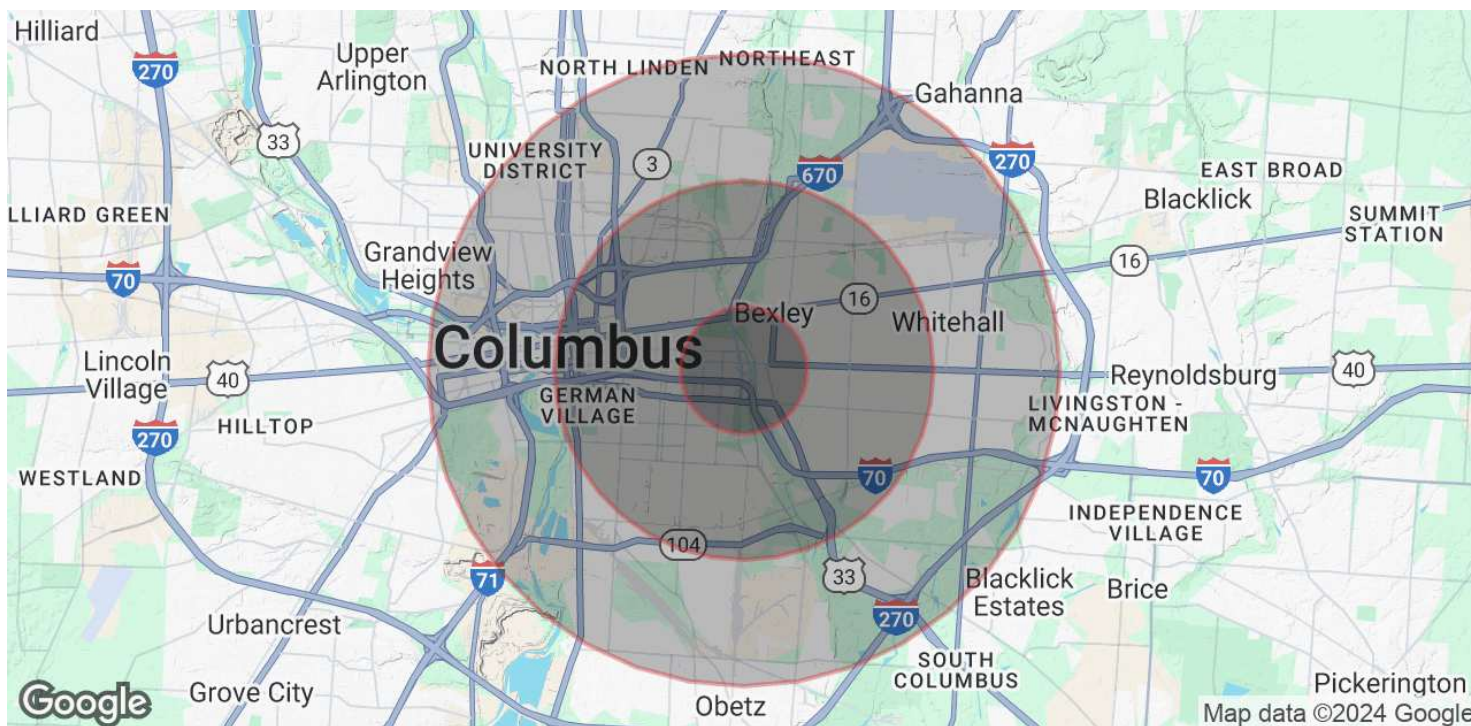 Hilliard
270
Upper
Arlington
NORTH LINDEN
NORTHEAST
Gahanna
33
UNIVERSITY
DISTRICT
3
670
270
EAST BROAD
Blacklick
LLIARD GREEN
SUMMIT
STATION
Grandview
Heights
70
16
16
Bexley
Whitehall
Columbus
Lincoln
Village
40
GERMAN
VILLAGE
Reynoldsburg
40
LIVINGSTON -
MCNAUGHTEN
HILLTOP
270
WESTLAND
70
70
INDEPENDENCE
VILLAGE
104
71
33
Blacklick
Estates
Brice
270
Urbancrest
SOUTH
COLUMBUS
Grove City
Obetz
Pickerington
Google
Map data ©2024 Google